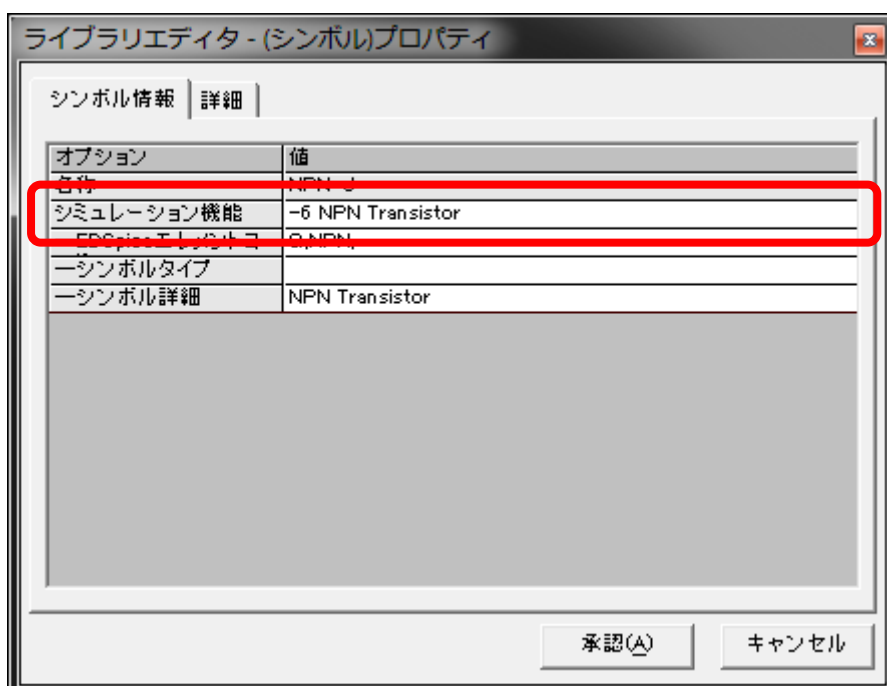 ライブラリエディタ - (シンボル)プロパティ
シンボル情報 詳細
オプション 値
名称
シミュレーション機能 -6 NPN Transistor
ーシンボルタイプ
ーシンボル詳細 NPN Transistor
承認(A) キャンセル